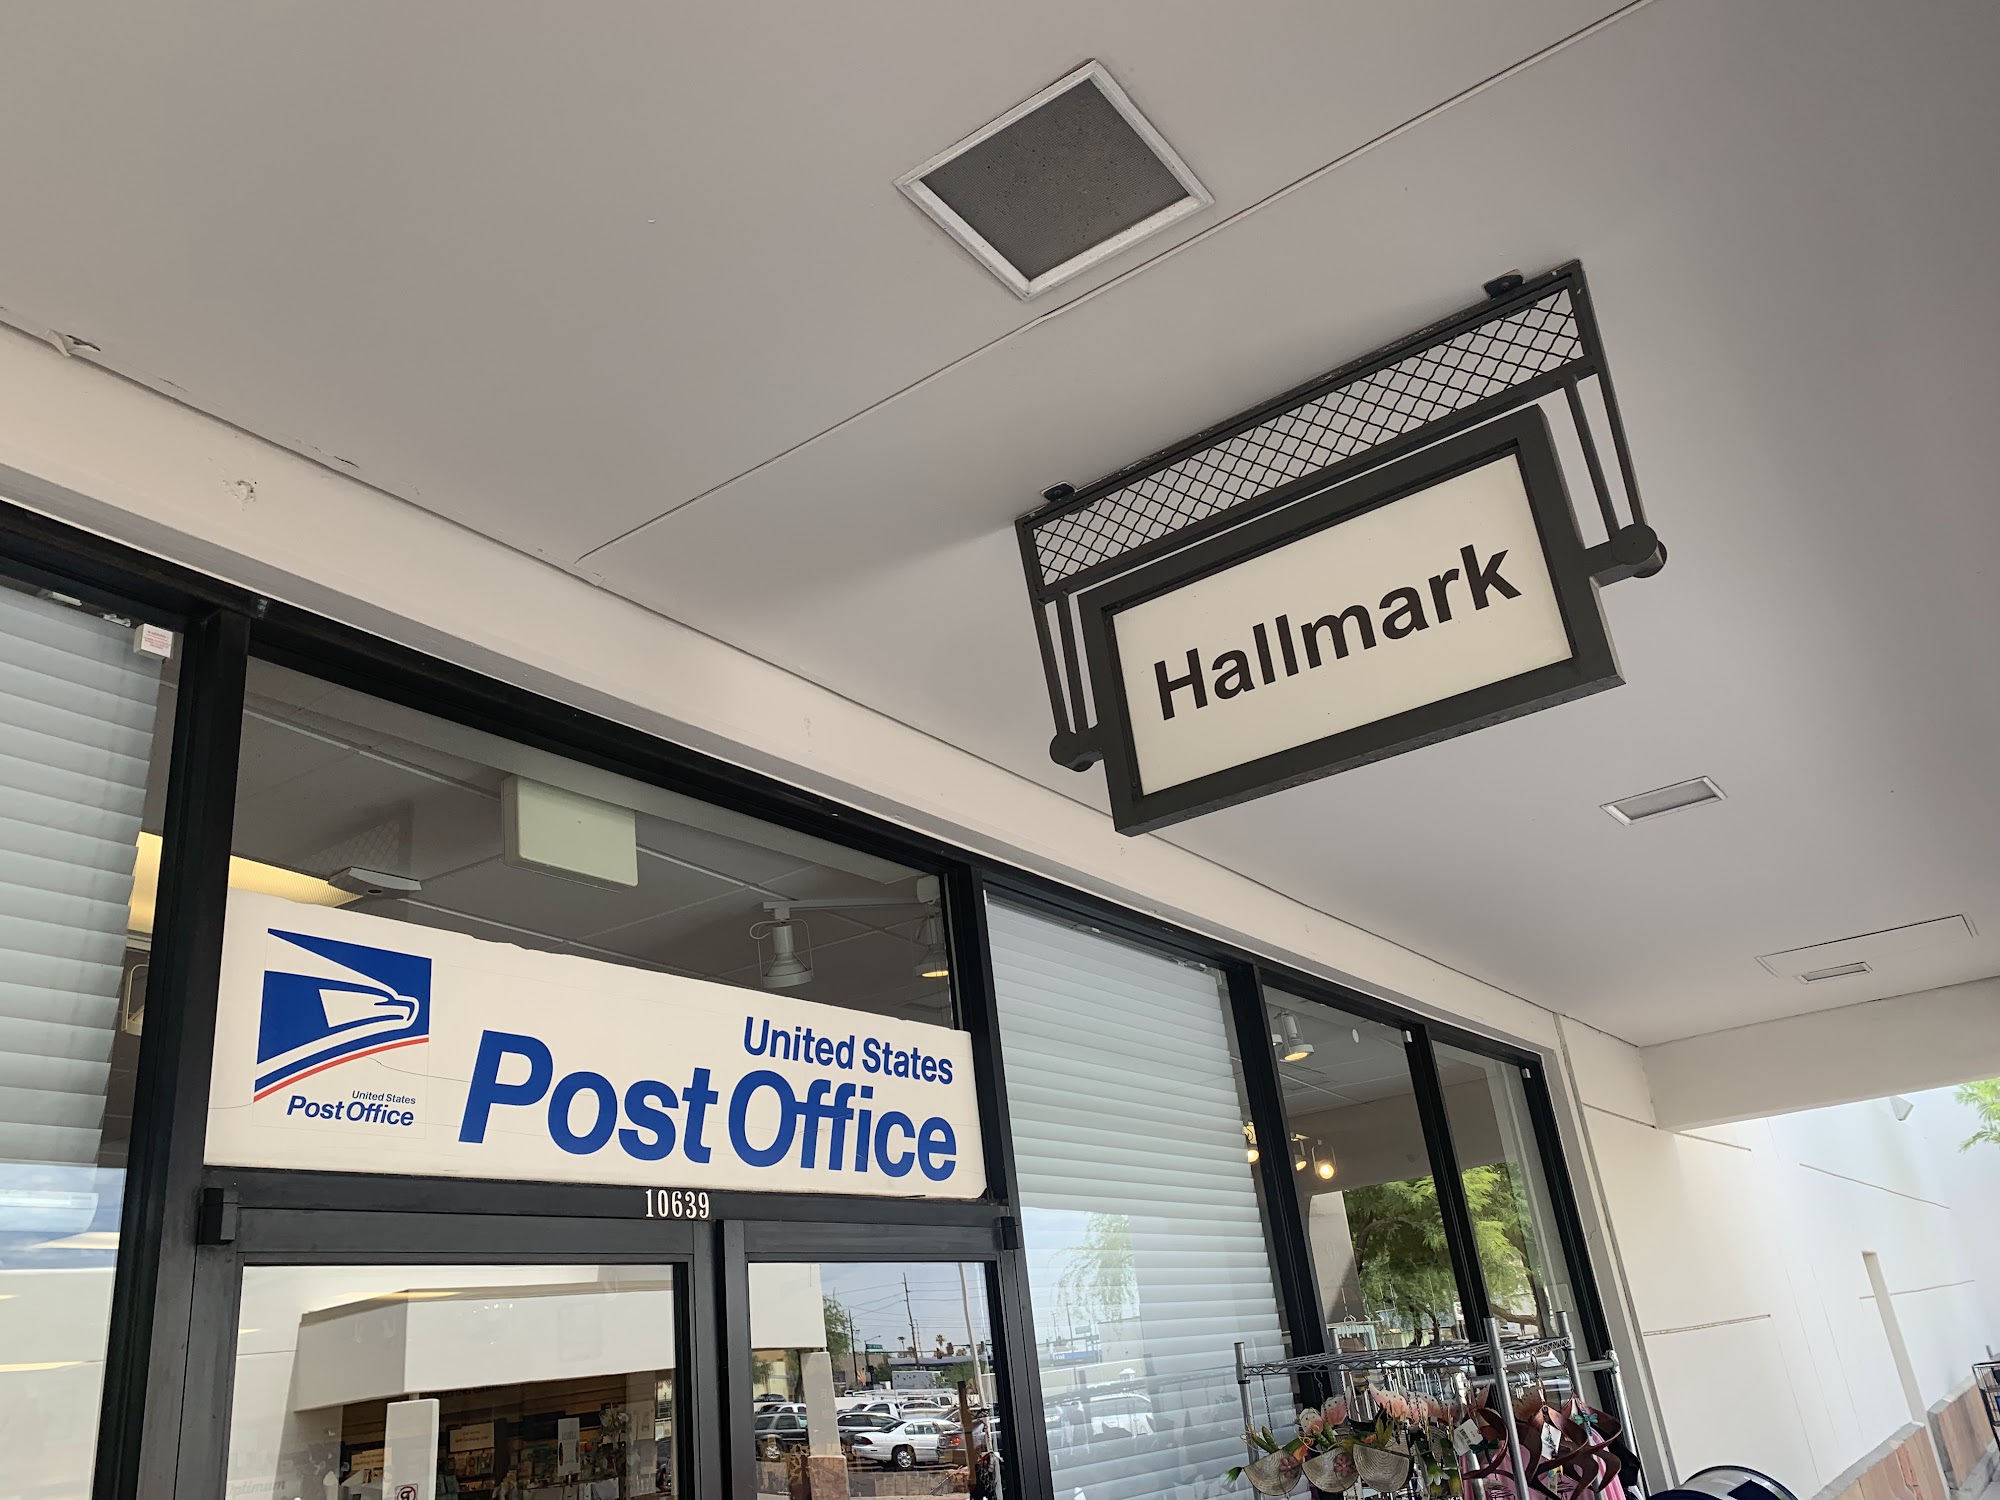 Hallmark
United States
Post Office
United States
Post Office
10639